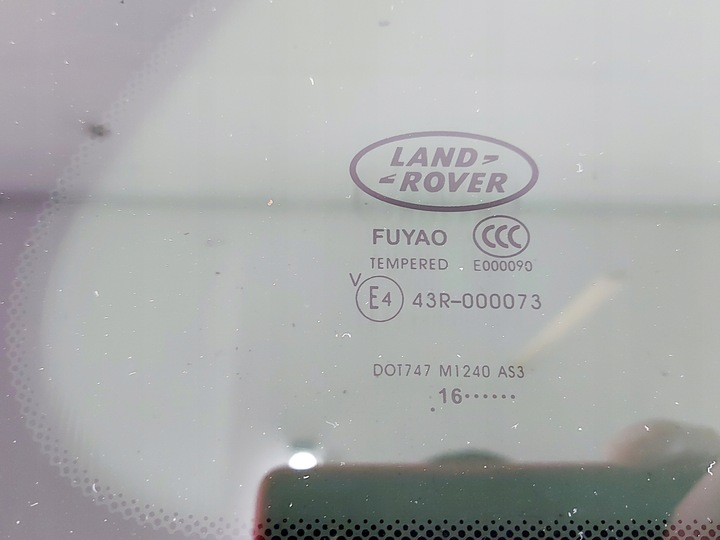 LAND
ROVER
FUYAO CCC
TEMPERED E000090
V
E4 43R-000073
DOT747 M1240 AS3
.16······